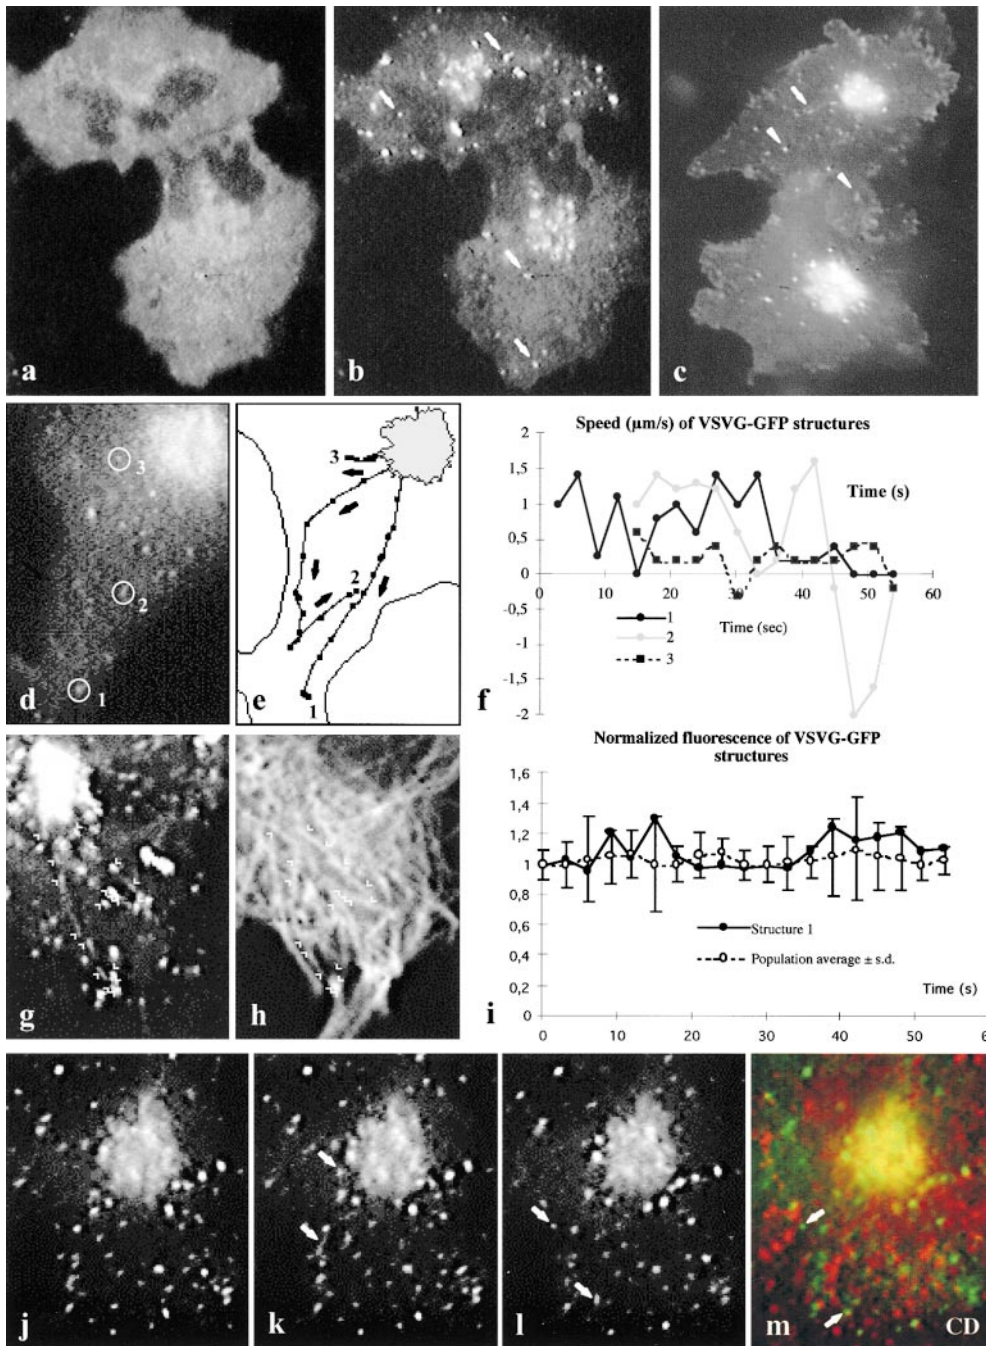 a
b
c
d
3
2
1
e
3
2
1
f
Speed (µm/s) of VSVG-GFP structures
Time (s)
2
1,5
1
0,5
0
-0,5
-1
-1,5
-2
0
20
40
50
60
Time (sec)
1
2
3
g
h
i
Normalized fluorescence of VSVG-GFP
structures
1,6
1,4
1,2
1
0,8
0,6
0,4
0,2
0
Structure 1
Population average ± s.d.
Time (s)
0
10
20
30
40
50
6
j
k
l
m
CD